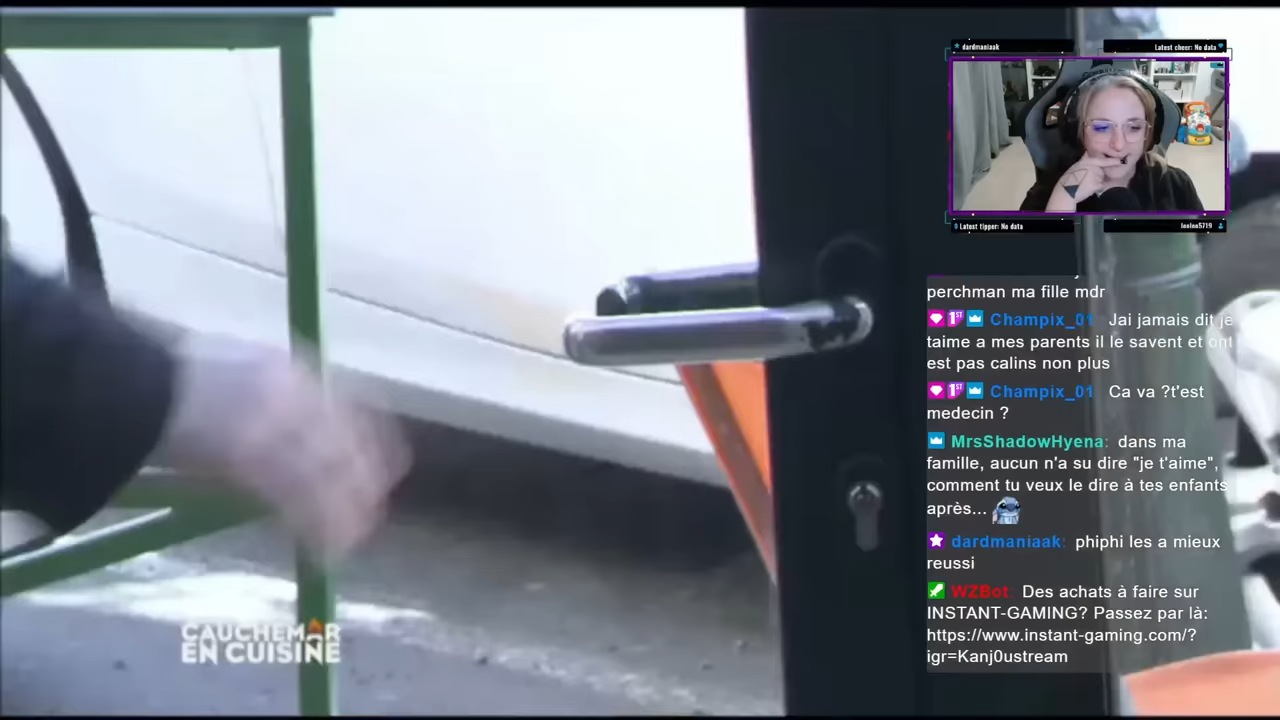 dardmaniaak
Latest cheer: No data
Latest tipper: No data
lonlon5719
perchman ma fille mdr
Champix_01 Jai jamais dit je
taime a mes parents il le savent et ont
est pas calins non plus
Champix_01 Ca va ?t'est
medecin ?
MrsShadowHyena: dans ma
famille, aucun n'a su dire "je t'aime",
comment tu veux le dire à tes enfants
après...
dardmaniaak: phiphi les a mieux
reussi
WZBot: Des achats à faire sur
INSTANT-GAMING? Passez par là:
https://www.instant-gaming.com/?
igr=Kanj0ustream
CAUCHEMAR
EN CUISINE